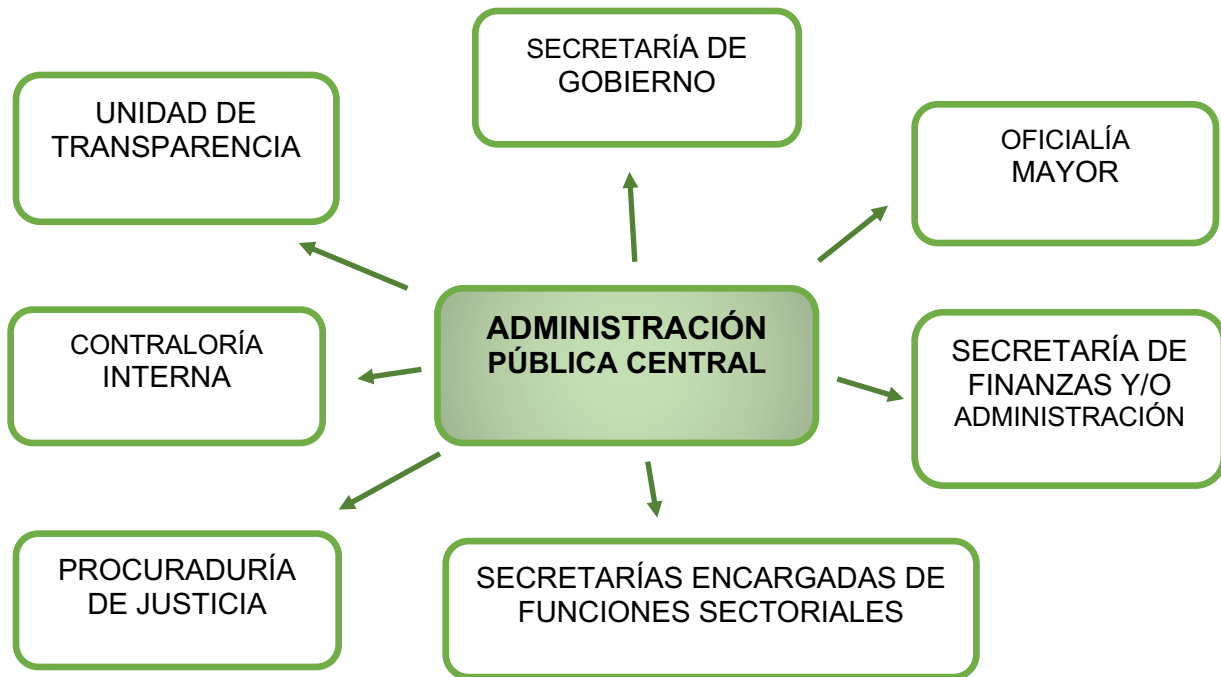 SECRETARÍA DE
GOBIERNO
UNIDAD DE
TRANSPARENCIA
OFICIALÍA
MAYOR
ADMINISTRACIÓN
PÚBLICA CENTRAL
CONTRALORÍA
INTERNA
SECRETARÍA DE
FINANZAS Y/O
ADMINISTRACIÓN
PROCURADURÍA
DE JUSTICIA
SECRETARÍAS ENCARGADAS DE
FUNCIONES SECTORIALES